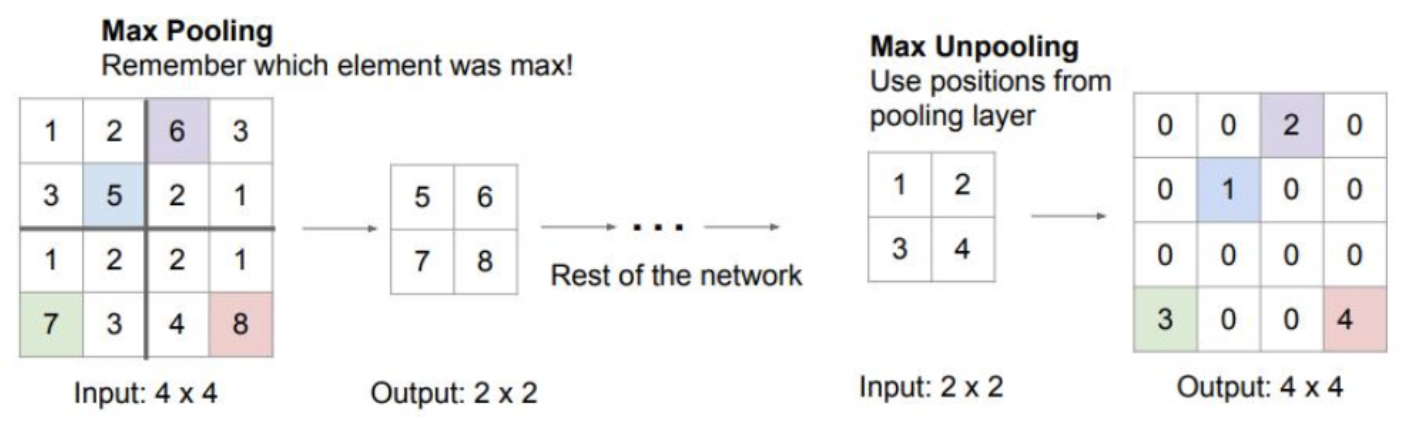 Max Pooling
Remember which element was max!
1 2 6 3
3 5 2 1
1 2 2 1
7 3 4 8
Input: 4 x 4
5 6
7 8
Output: 2 x 2
...
Rest of the network
Max Unpooling
Use positions from
pooling layer
1 2
3 4
Input: 2 x 2
0 0 2 0
0 1 0 0
0 0 0 0
3 0 0 4
Output: 4 x 4